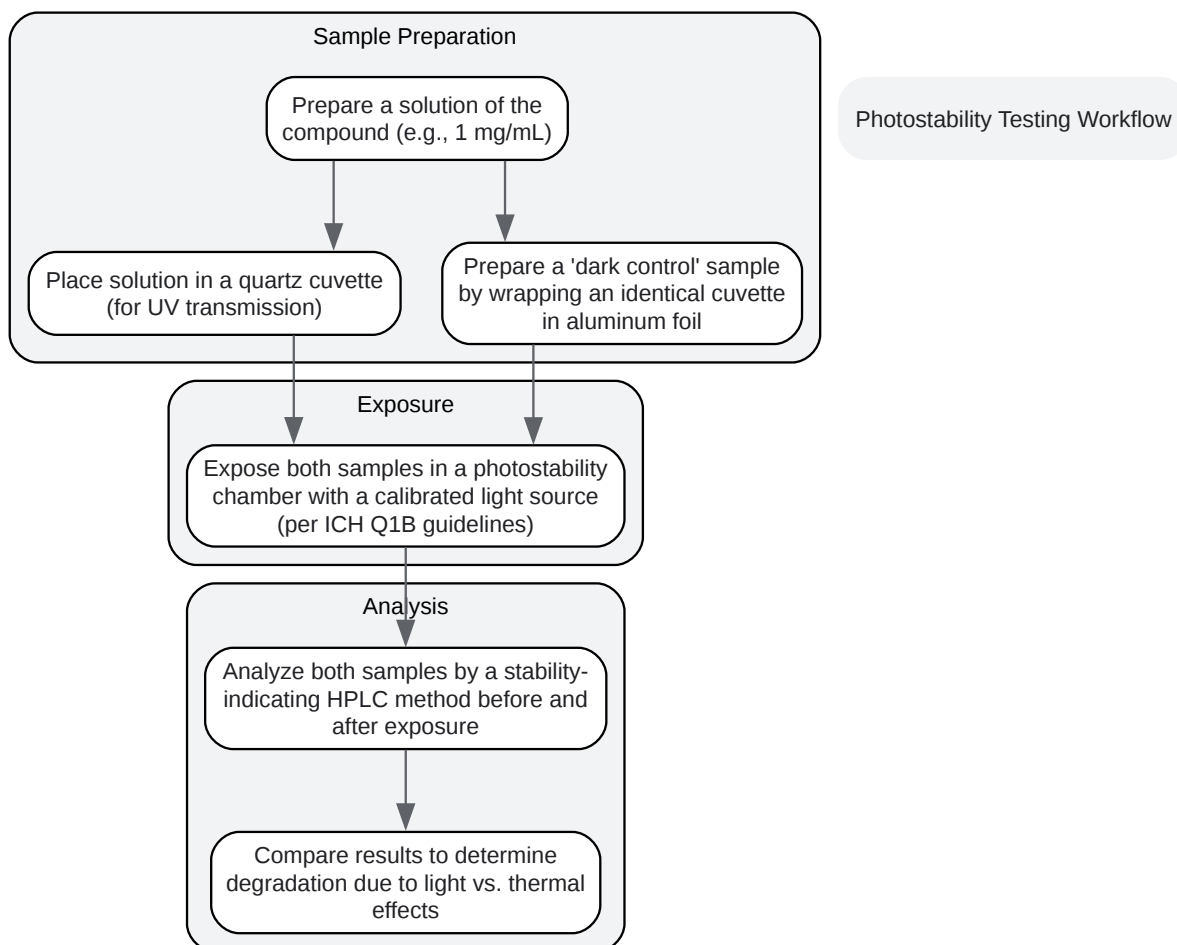 Sample Preparation
Prepare a solution of the
compound (e.g., 1 mg/mL)
Photostability Testing Workflow
Place solution in a quartz cuvette
(for UV transmission)
Prepare a 'dark control' sample
by wrapping an identical cuvette
in aluminum foil
Exposure
Expose both samples in a photostability
chamber with a calibrated light source
(per ICH Q1B guidelines)
Analysis
Analyze both samples by a stability-
indicating HPLC method before and
after exposure
Compare results to determine
degradation due to light vs. thermal
effects